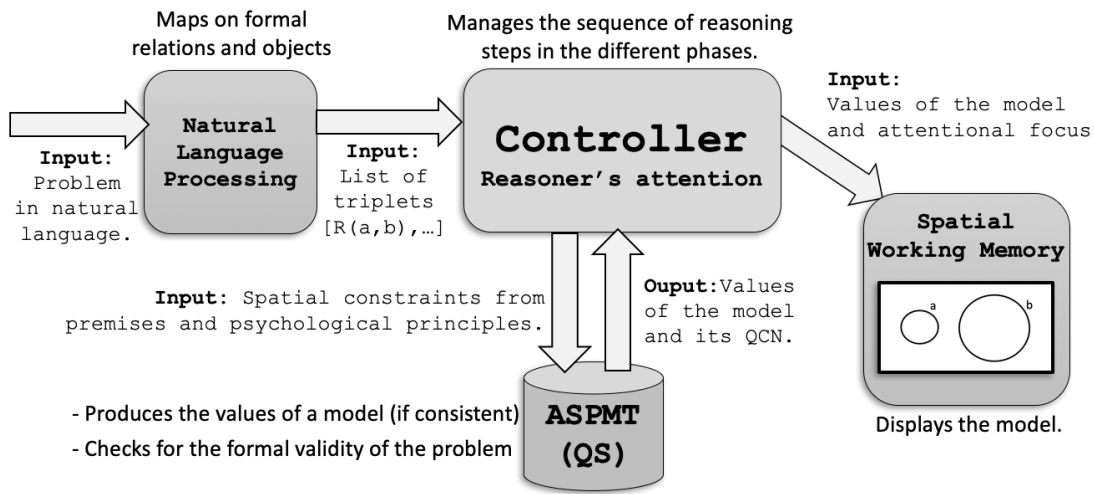 Maps on formal
relations and objects
Manages the sequence of reasoning
steps in the different phases.
Natural
Language
Processing
Input:
Problem
in natural
language.
Input:
List of
triplets
[R(a,b),…]
Controller
Reasoner’s attention
Input:
Values of the model
and attentional focus
Spatial
Working Memory
a
b
Displays the model.
Input: Spatial constraints from
premises and psychological principles.
Ouput:Values
of the model
and its QCN.
- Produces the values of a model (if consistent)
- Checks for the formal validity of the problem
ASPMT
(QS)